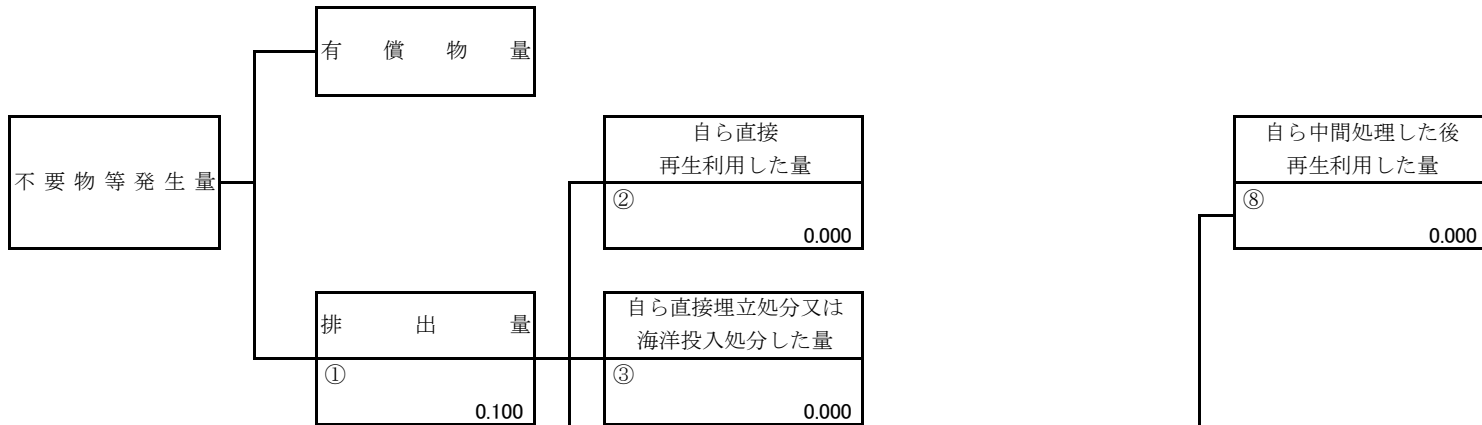 有償物量
不要物等発生量
自ら直接
再生利用した量
②
0.000
自ら中間処理した後
再生利用した量
⑧
0.000
排出量
①
0.100
自ら直接埋立処分又は
海洋投入処分した量
③
0.000